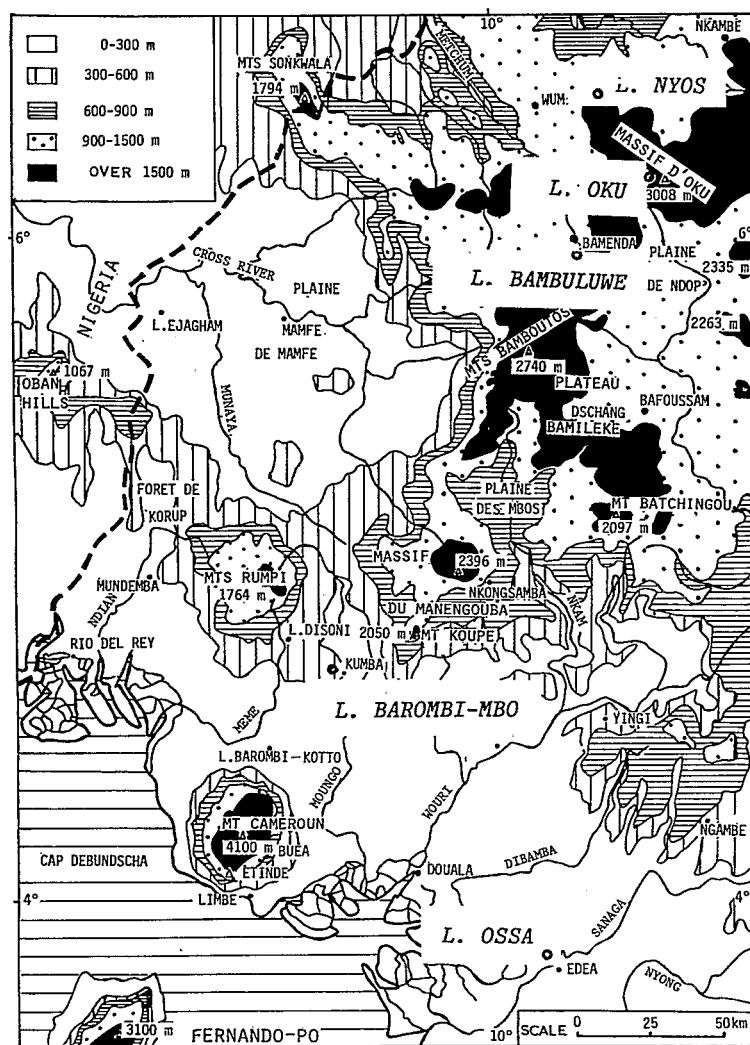 0-300 m
300-600 m
600-900 m
900-1500 m
OVER 1500 m
10°
NKAMBE
MTS SONKWALA
1794 m
METCHUM
WUM
L. NYOS
MASSIF D'OKU
L. OKU
3008 m
6°
6°
BAMENDA
CROSS RIVER
PLAINE
PLAINE
2335 m
L. BAMBULUWE
DE NDOP
NIGERIA
L.EJAGHAM
MAMFE
DE MAMFE
2263 m
MTS BAMBOUTOS
1067 m
OBAN
HILLS
2740 m
PLATEAU
MUNAYA
DSCHANG
BAFOUSSAM
BAMILEKE
FORET DE
KORUP
PLAINE
DES MBOS
MT BATCHINGOU
2097 m
MASSIF
2396 m
MTS RUMPI
1764 m
MUNDEMBA
NKONGSAMBA
DU MANENGOUBA
NKAM
NDIAN
L.DISONI
2050 m
MT KOUPE
RIO DEL REY
KUMBA
MEME
L. BAROMBI-MBO
YINGI
L.BAROMBI-KOTTO
MOUNGO
WOURI
MT CAMEROUN
4100 m
BUEA
NGAMBE
CAP DEBUNDSCHA
ETINDE
DOUALA
DIBAMBA
LIMBE
4°
4°
L. OSSA
SANAGA
EDEA
NYONG
3100 m
FERNANDO-PO
10°
SCALE
0
25
50km